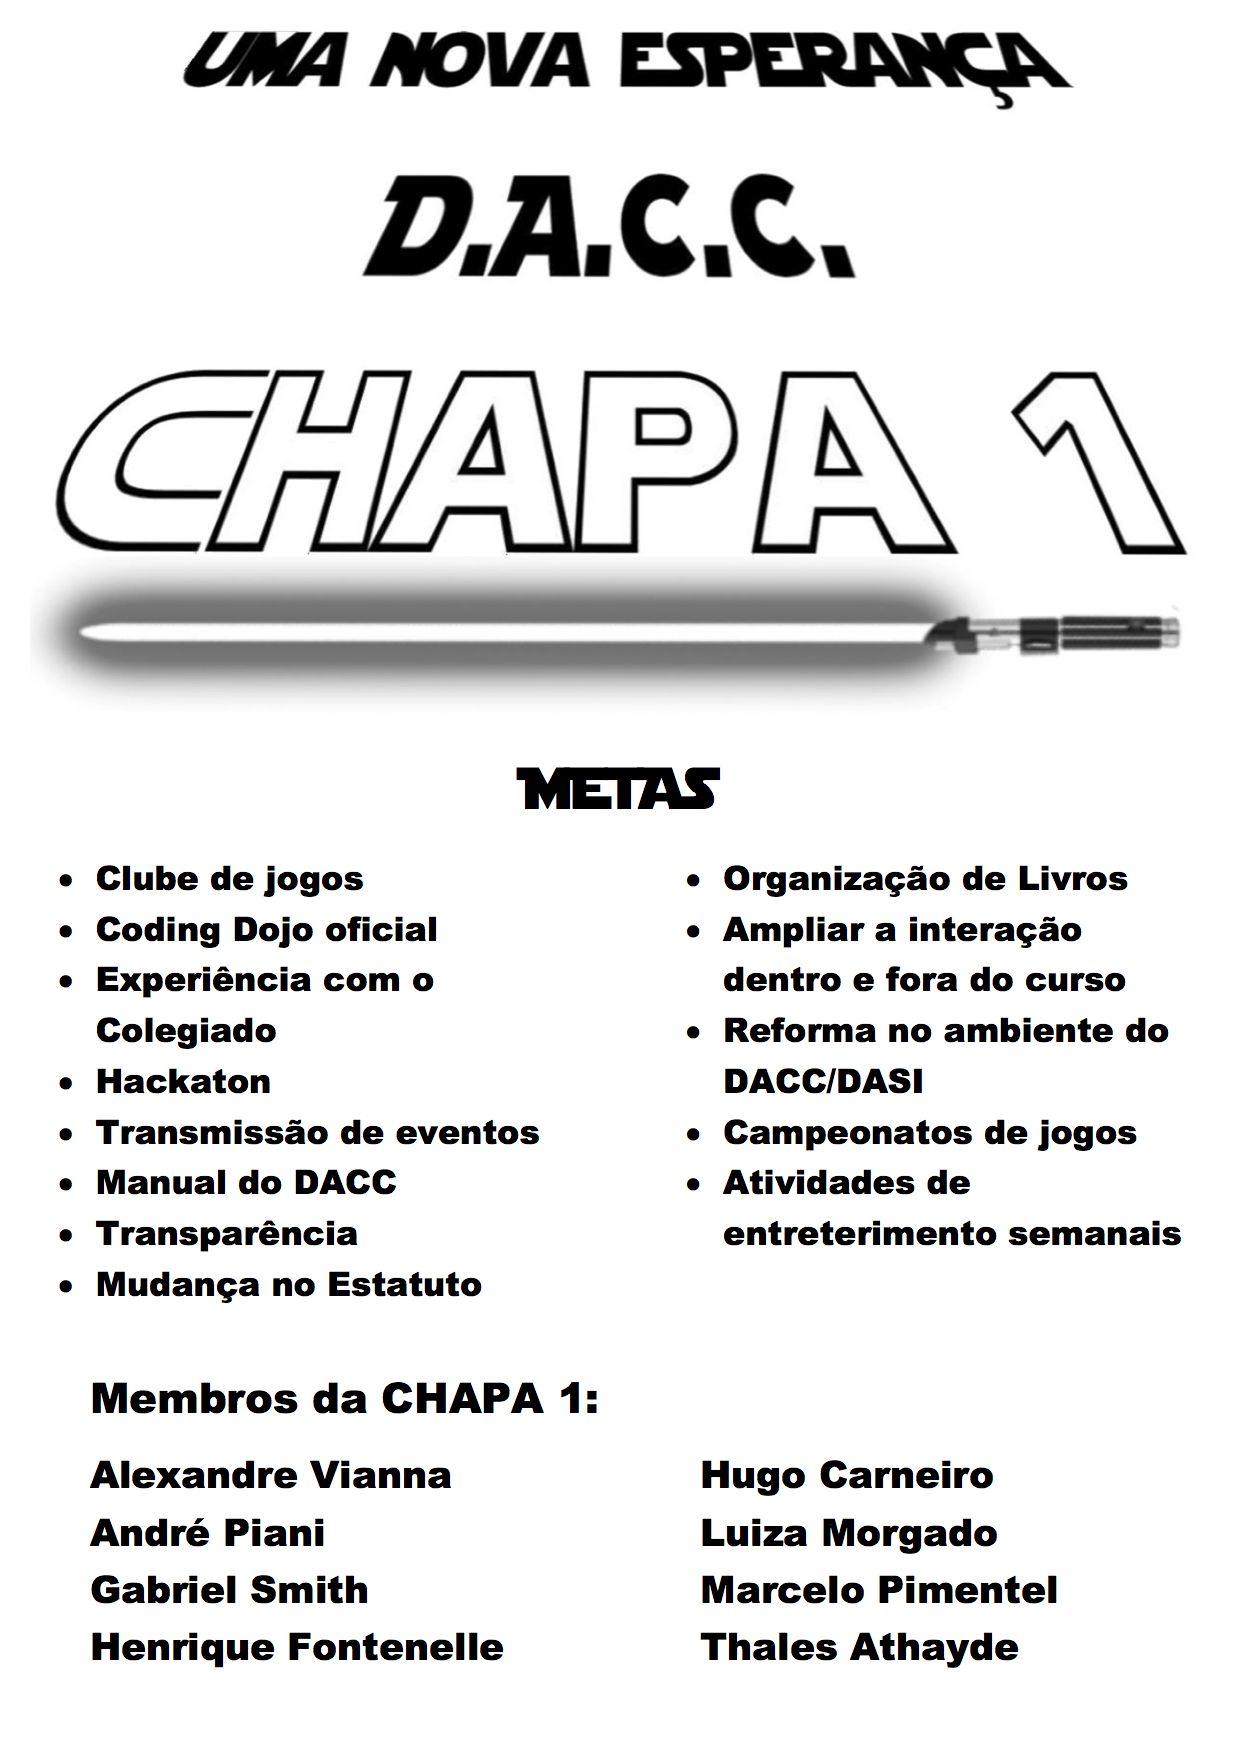 UMA NOVA ESPERANÇA
D.A.C.C.
CHAPA 1
METAS
• Clube de jogos
• Coding Dojo oficial
• Experiência com o
Colegiado
• Hackaton
• Transmissão de eventos
• Manual do DACC
• Transparência
• Mudança no Estatuto
• Organização de Livros
• Ampliar a interação
dentro e fora do curso
• Reforma no ambiente do
DACC/DASI
• Campeonatos de jogos
• Atividades de
entreterimento semanais
Membros da CHAPA 1:
Alexandre Vianna
André Piani
Gabriel Smith
Henrique Fontenelle
Hugo Carneiro
Luiza Morgado
Marcelo Pimentel
Thales Athayde